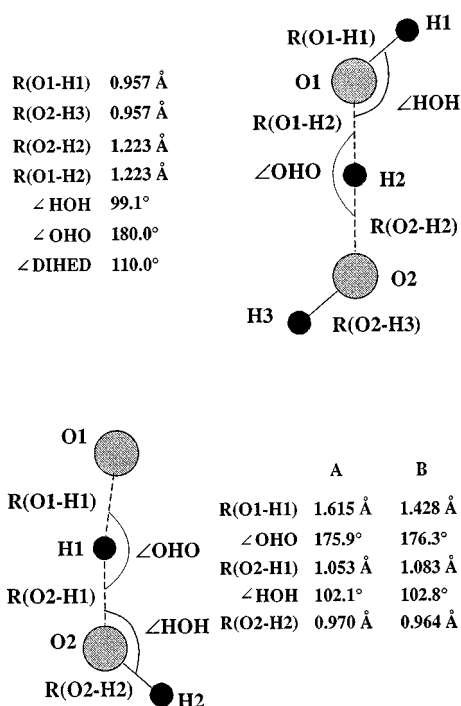 H1
R(O1-H1)
O1
∠HOH
R(O1-H2)
∠OHO
H2
R(O2-H2)
O2
H3
R(O2-H3)
R(O1-H1) 0.957 Å
R(O2-H3) 0.957 Å
R(O2-H2) 1.223 Å
R(O1-H2) 1.223 Å
∠HOH 99.1°
∠OHO 180.0°
∠DIHED 110.0°
O1
R(O1-H1)
H1
∠OHO
R(O2-H1)
O2
∠HOH
R(O2-H2)
H2
A B
R(O1-H1) 1.615 Å 1.428 Å
∠OHO 175.9° 176.3°
R(O2-H1) 1.053 Å 1.083 Å
∠HOH 102.1° 102.8°
R(O2-H2) 0.970 Å 0.964 Å